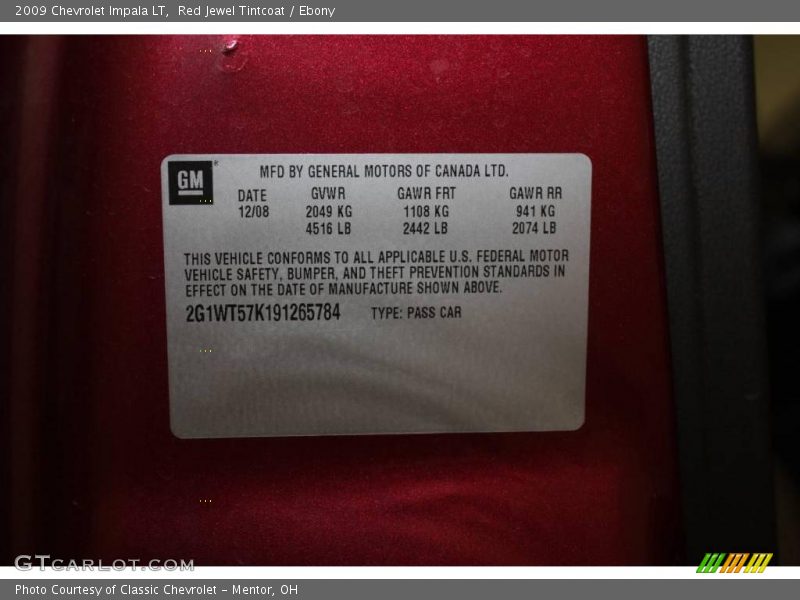 2009 Chevrolet Impala LT, Red Jewel Tintcoat / Ebony
GM
MFD BY GENERAL MOTORS OF CANADA LTD.
DATE GVWR GAWR FRT GAWR RR
12/08 2049 KG 1108 KG 941 KG
4516 LB 2442 LB 2074 LB
THIS VEHICLE CONFORMS TO ALL APPLICABLE U.S. FEDERAL MOTOR
VEHICLE SAFETY, BUMPER, AND THEFT PREVENTION STANDARDS IN
EFFECT ON THE DATE OF MANUFACTURE SHOWN ABOVE.
2G1WT57K191265784 TYPE: PASS CAR
GTCARLOT.COM
Photo Courtesy of Classic Chevrolet - Mentor, OH